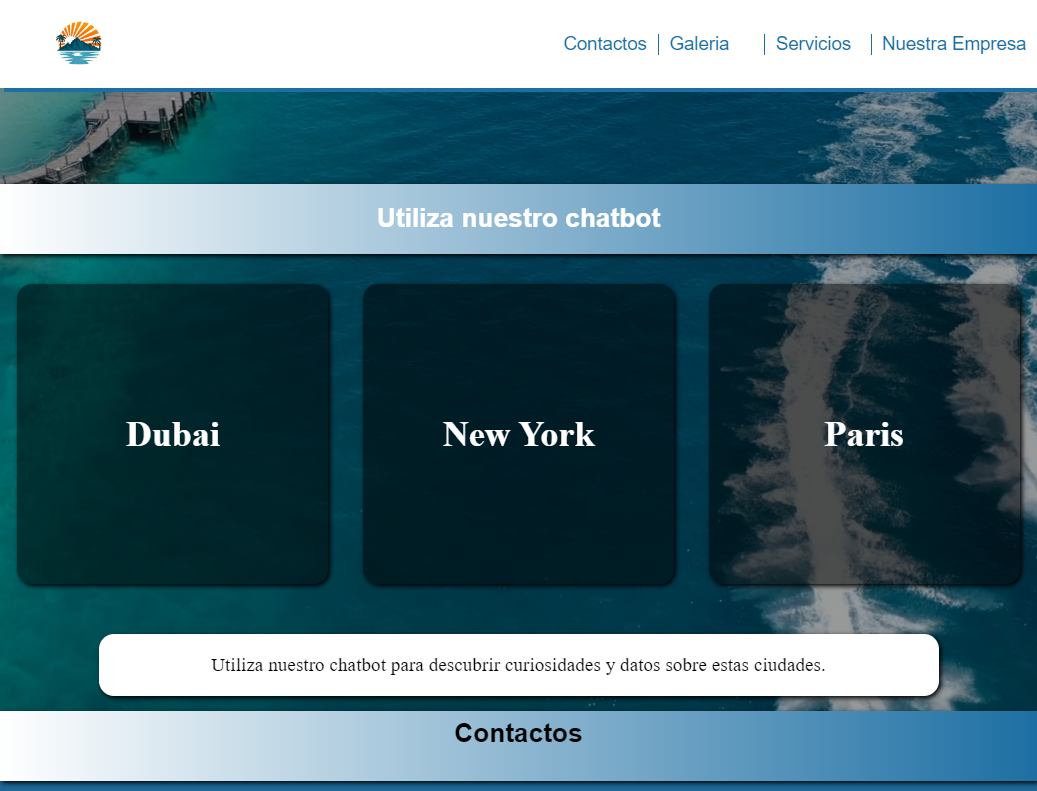 Contactos
Galeria
Servicios
Nuestra Empresa
Utiliza nuestro chatbot
Dubai
New York
Paris
Utiliza nuestro chatbot para descubrir curiosidades y datos sobre estas ciudades.
Contactos